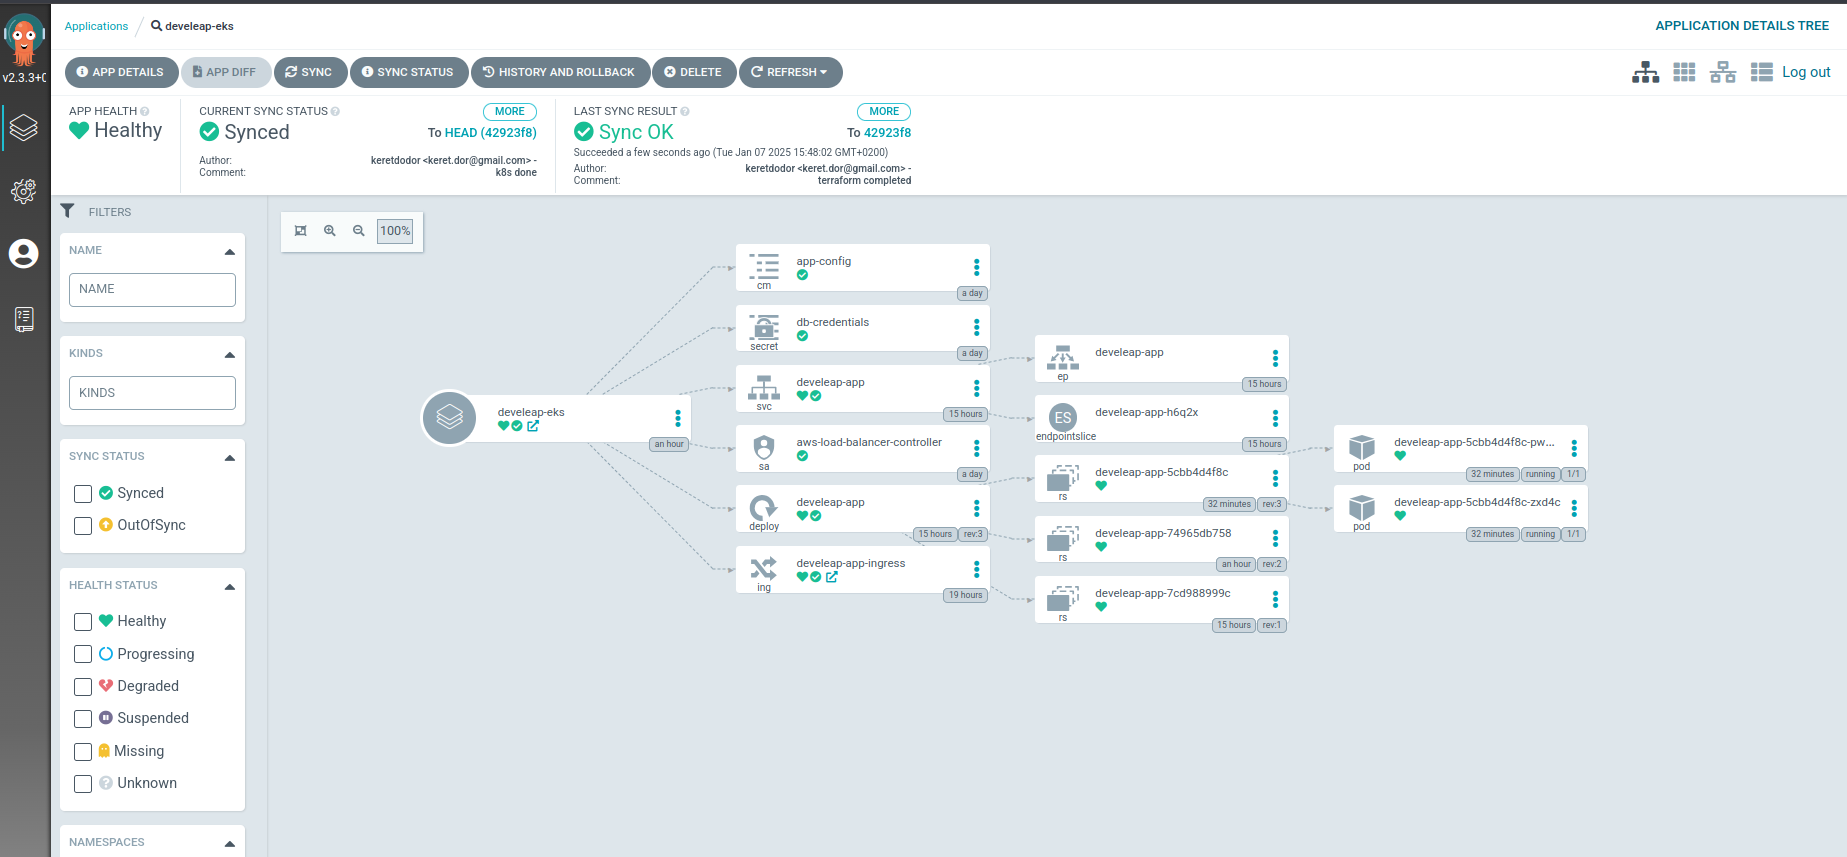 Applications / develeap-eks
APPLICATION DETAILS TREE
v2.3.3+0
APP DETAILS
APP DIFF
SYNC
SYNC STATUS
HISTORY AND ROLLBACK
DELETE
REFRESH
Log out
APP HEALTH
Healthy
CURRENT SYNC STATUS
MORE
Synced
To HEAD (42923f8)
Author: keretdodor <keret.dor@gmail.com> -
Comment: k8s done
LAST SYNC RESULT
MORE
Sync OK
To 42923f8
Succeeded a few seconds ago (Tue Jan 07 2025 15:48:02 GMT+0200)
Author: keretdodor <keret.dor@gmail.com> -
Comment: terraform completed
FILTERS
NAME
NAME
KINDS
KINDS
SYNC STATUS
Synced
OutOfSync
HEALTH STATUS
Healthy
Progressing
Degraded
Suspended
Missing
Unknown
NAMESPACES
100%
develeap-eks
an hour
app-config
cm
a day
db-credentials
secret
a day
develeap-app
svc
15 hours
aws-load-balancer-controller
sa
a day
develeap-app
deploy
15 hours rev:3
develeap-app-ingress
ing
19 hours
develeap-app
ep
15 hours
ES
develeap-app-h6q2x
endpointslice
15 hours
develeap-app-5cbb4d4f8c
rs
32 minutes rev:3
develeap-app-74965db758
rs
an hour rev:2
develeap-app-7cd988999c
rs
15 hours rev:1
develeap-app-5cbb4d4f8c-pw...
pod
32 minutes running 1/1
develeap-app-5cbb4d4f8c-zxd4c
pod
32 minutes running 1/1